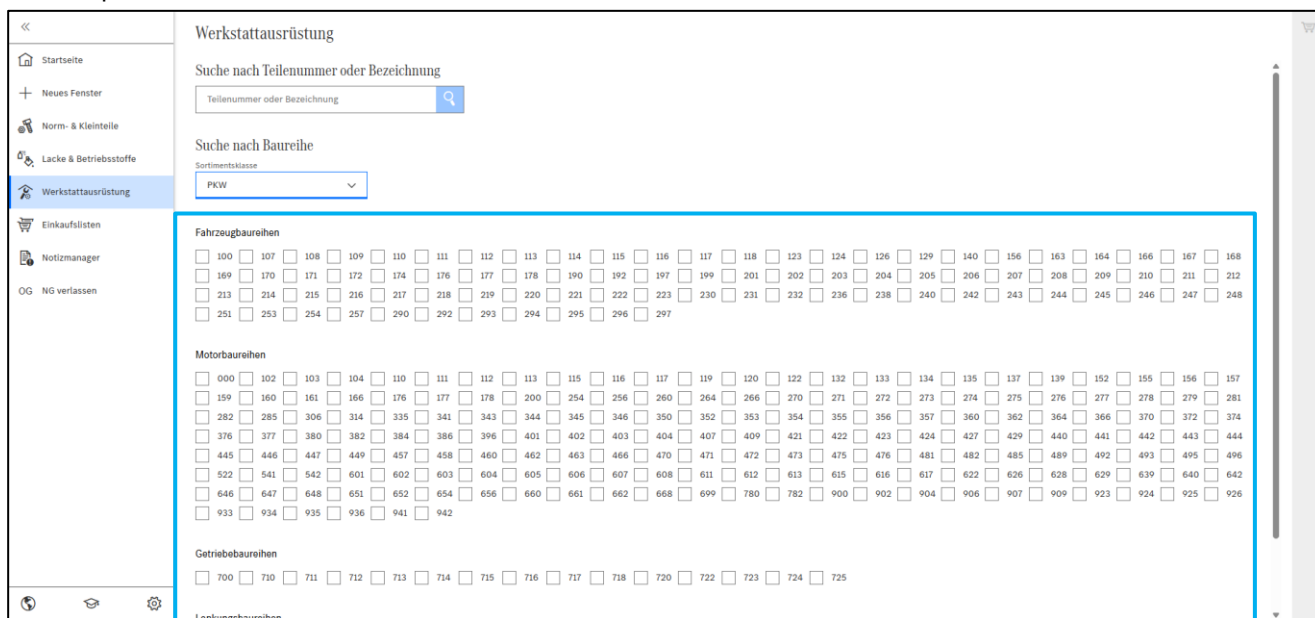 Werkstattausrüstung
Startseite
Suche nach Teilenummer oder Bezeichnung
Neues Fenster
Teilenummer oder Bezeichnung
Norm- & Kleinteile
Suche nach Baureihe
Lacke & Betriebsstoffe
Sortimentsklasse
PKW
Werkstattausrüstung
Einkaufslisten
Notizmanager
OG NG verlassen
Fahrzeugbaureihen
100 107 108 109 110 111 112 113 114 115 116 117 118 123 124 126 129 140 156 163 164 166 167 168
169 170 171 172 174 176 177 178 190 192 197 199 201 202 203 204 205 206 207 208 209 210 211 212
213 214 215 216 217 218 219 220 221 222 223 230 231 232 236 238 240 242 243 244 245 246 247 248
251 253 254 257 290 292 293 294 295 296 297
Motorbaureihen
000 102 103 104 110 111 112 113 115 116 117 119 120 122 132 133 134 135 137 139 152 155 156 157
159 160 161 166 176 177 178 200 254 256 260 264 266 270 271 272 273 274 275 276 277 278 279 281
282 285 306 314 335 341 343 344 345 346 350 352 353 354 355 356 357 360 362 364 366 370 372 374
376 377 380 382 384 386 396 401 402 403 404 407 409 421 422 423 424 427 429 440 441 442 443 444
445 446 447 449 457 458 460 462 463 466 470 471 472 473 475 476 481 482 485 489 492 493 495 496
522 541 542 601 602 603 604 605 606 607 608 611 612 613 615 616 617 622 626 628 629 639 640 642
646 647 648 651 652 654 656 660 661 662 668 699 780 782 900 902 904 906 907 909 923 924 925 926
933 934 935 936 941 942
Getriebebaureihen
700 710 711 712 713 714 715 716 717 718 720 722 723 724 725
Lenkungsbaureihen